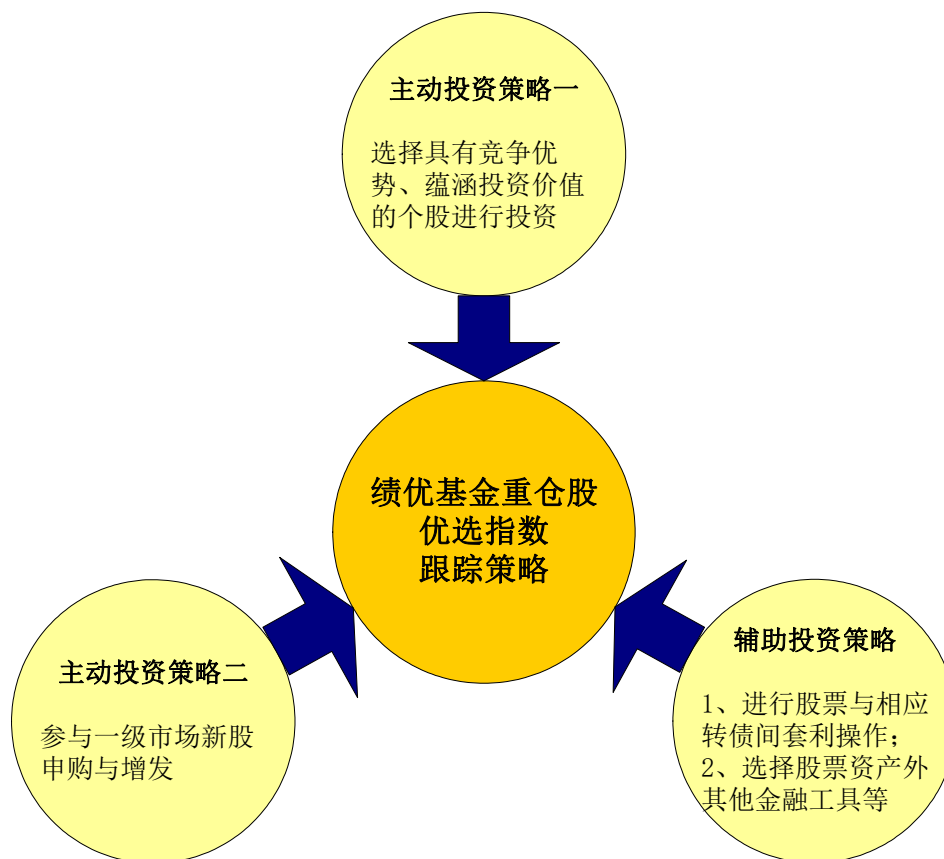 主动投资策略一
选择具有竞争优
势、蕴涵投资价值
的个股进行投资
绩优基金重仓股
优选指数
跟踪策略
主动投资策略二
参与一级市场新股
申购与增发
辅助投资策略
1、进行股票与相应
转债间套利操作；
2、选择股票资产外
其他金融工具等